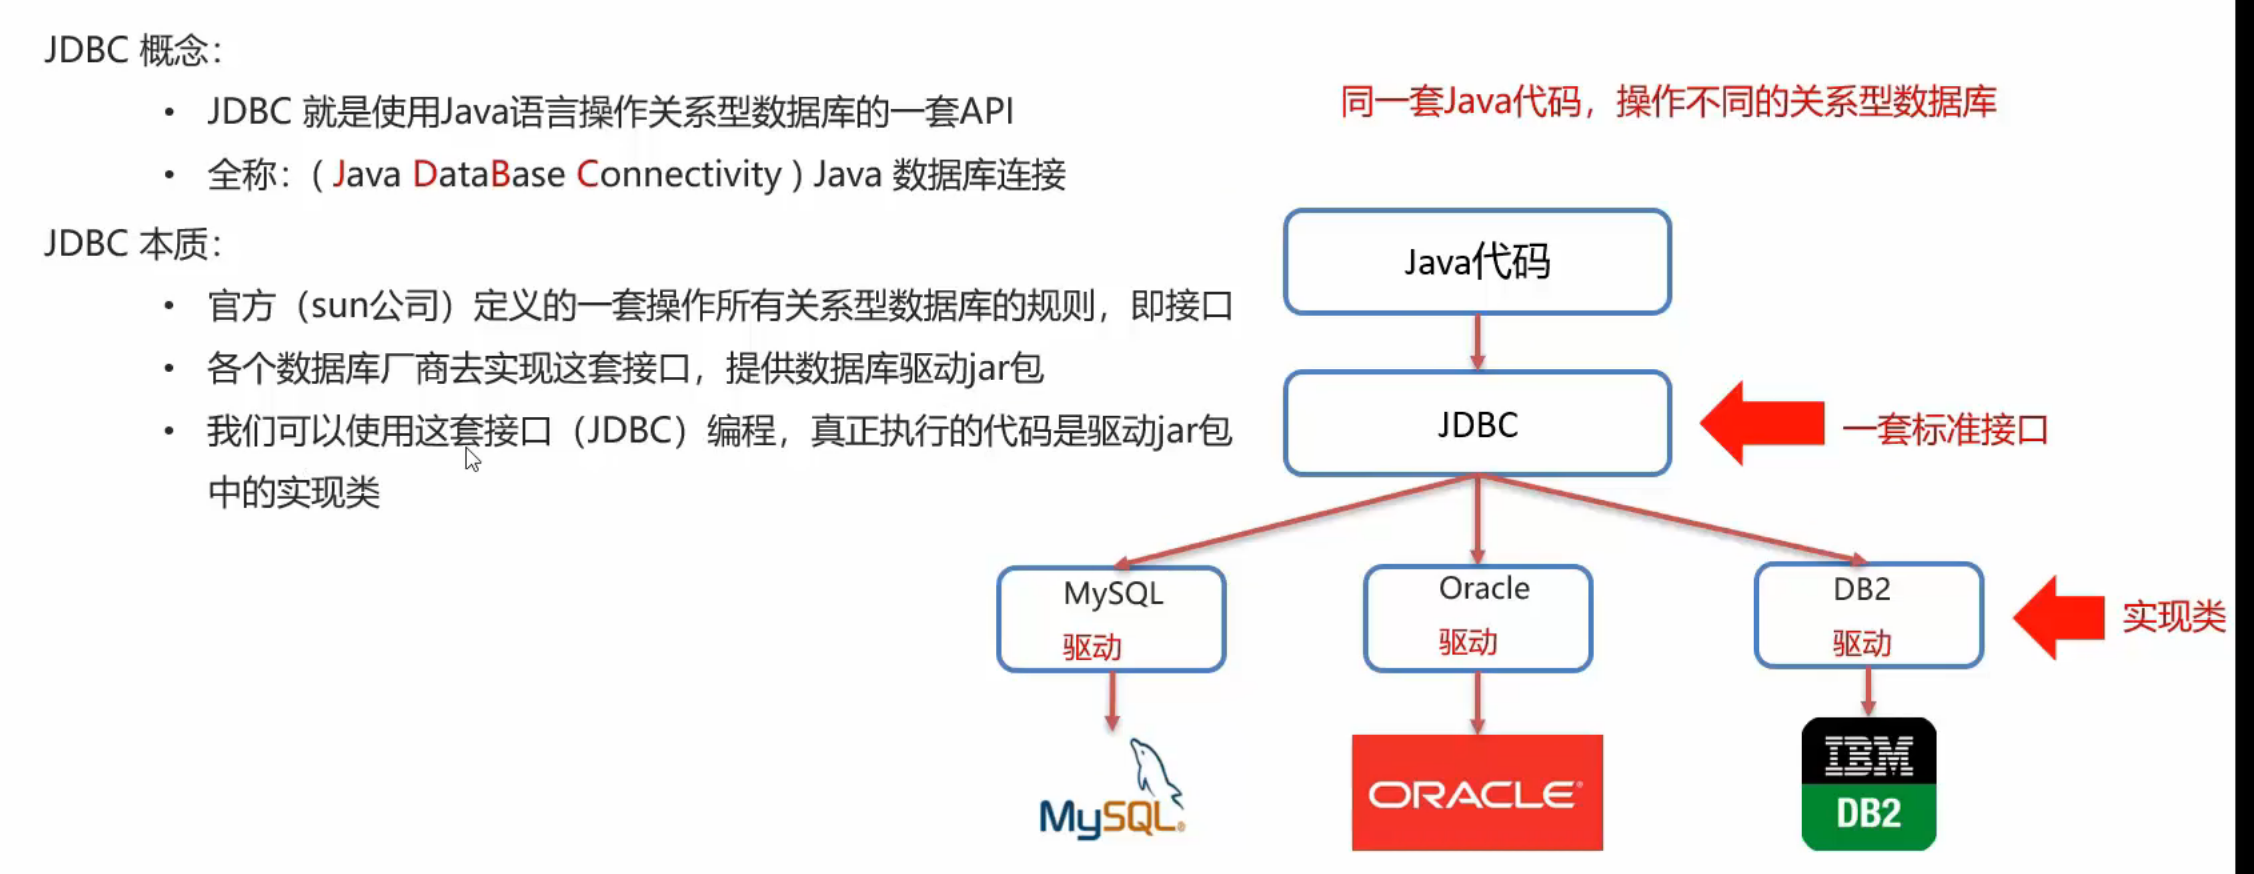 JDBC 概念：
• JDBC 就是使用Java语言操作关系型数据库的一套API
• 全称：( Java DataBase Connectivity ) Java 数据库连接
JDBC 本质：
• 官方（sun公司）定义的一套操作所有关系型数据库的规则，即接口
• 各个数据库厂商去实现这套接口，提供数据库驱动jar包
• 我们可以使用这套接口（JDBC）编程，真正执行的代码是驱动jar包
中的实现类
同一套Java代码，操作不同的关系型数据库
Java代码
JDBC
一套标准接口
MySQL
驱动
Oracle
驱动
DB2
驱动
实现类
MySQL®
ORACLE®
IBM
DB2